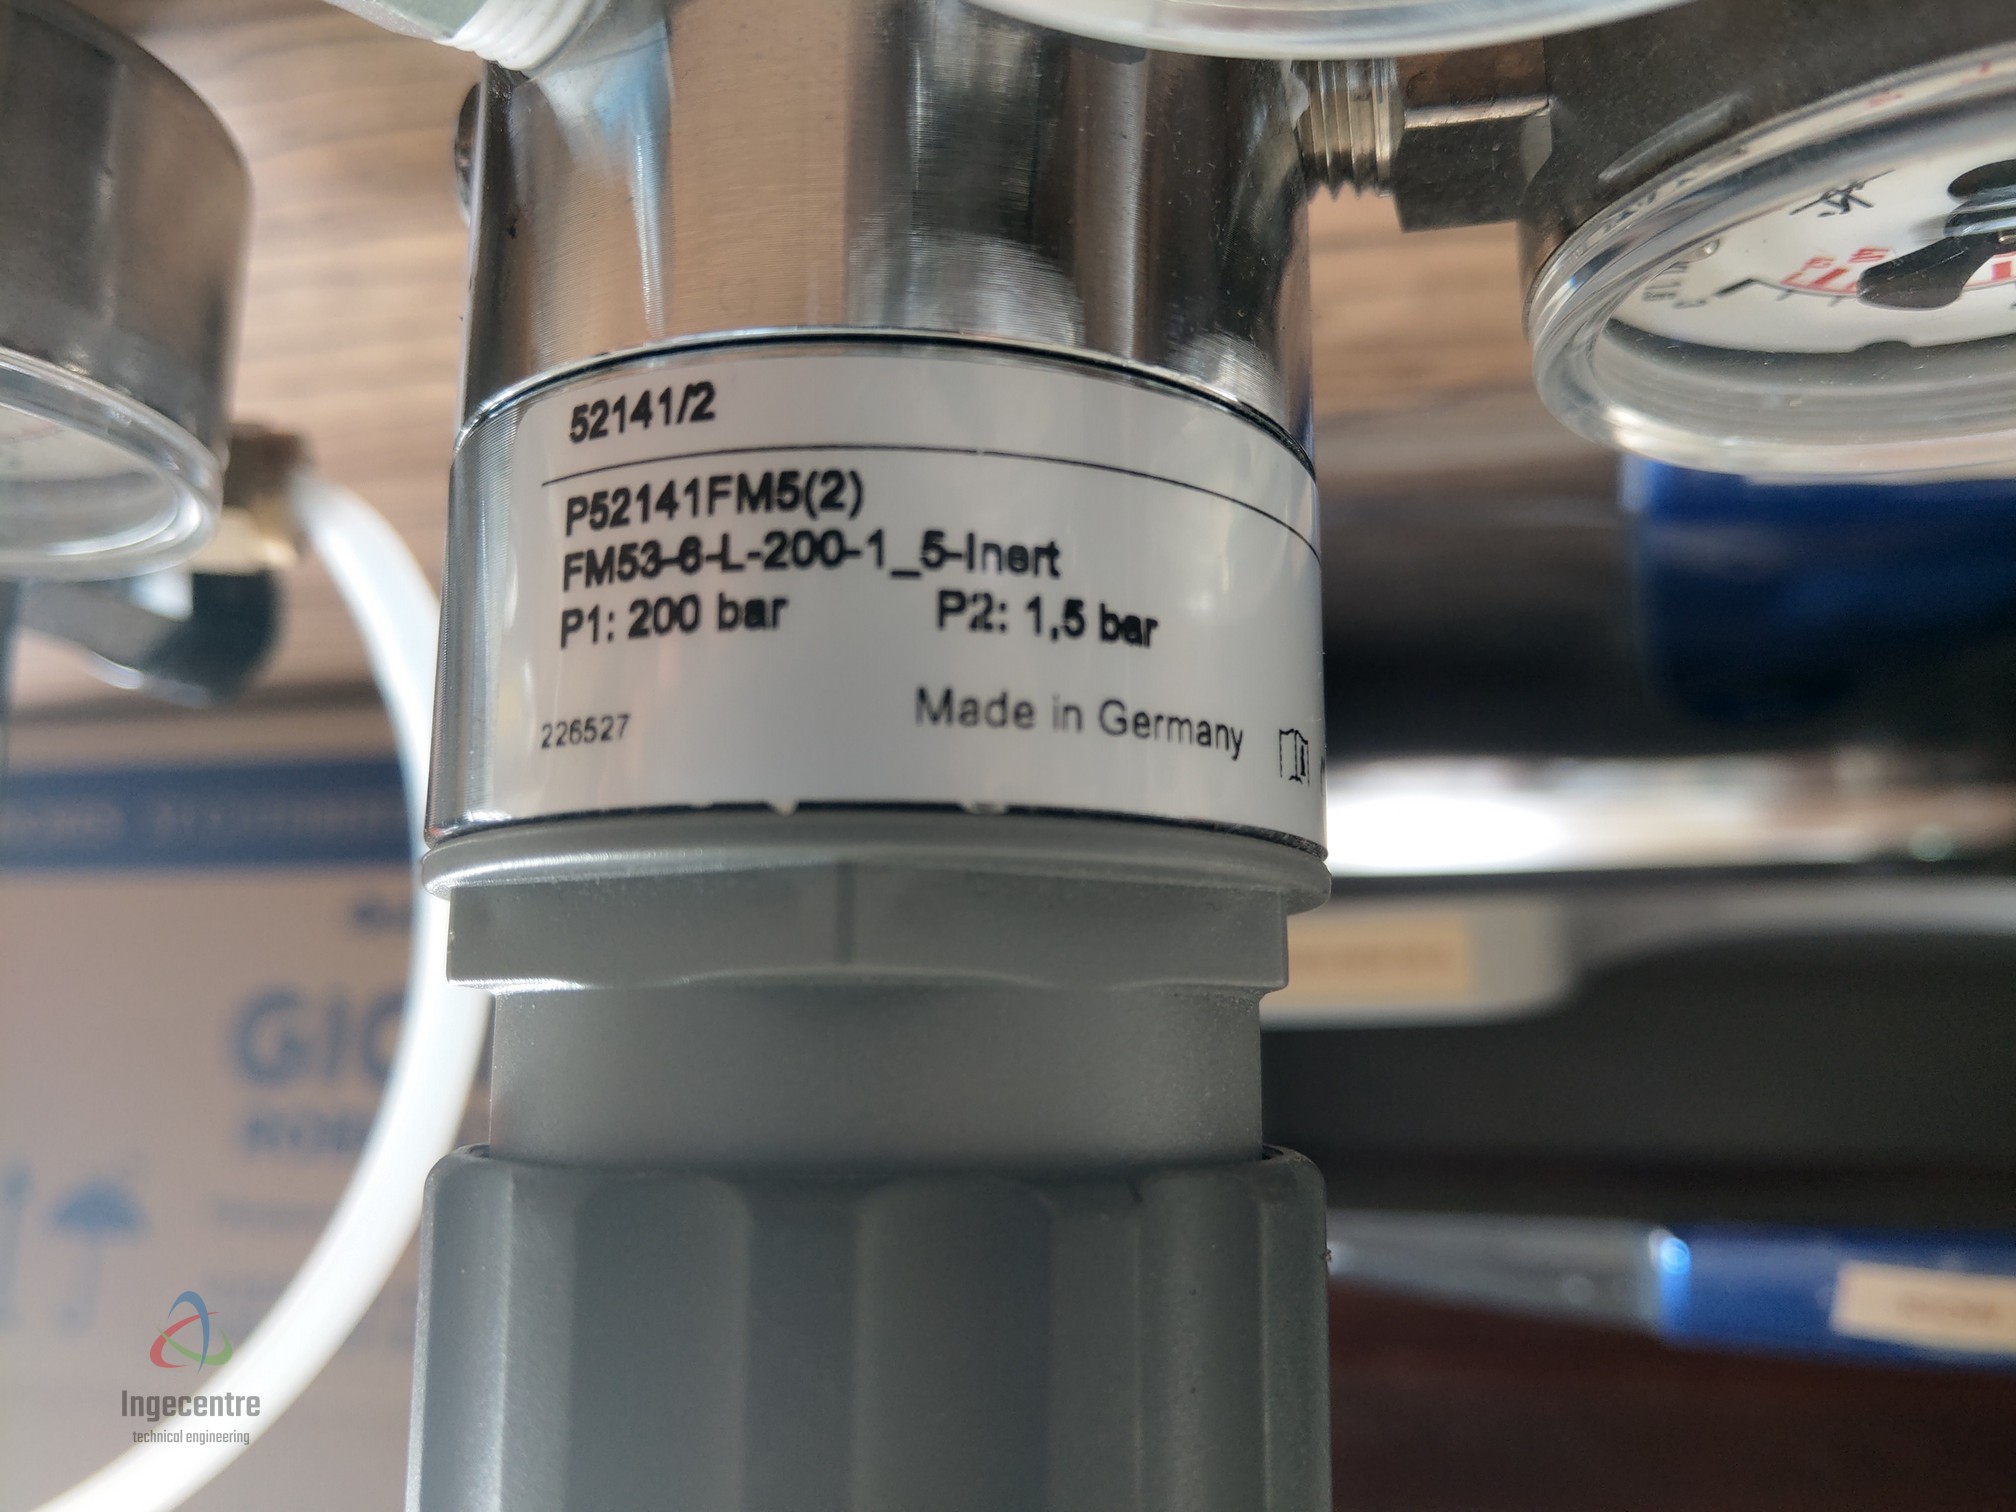 52141/2
P52141FM5(2)
FM53-6-L-200-1_5-Inert
P1: 200 bar P2: 1,5 bar
226527
Made in Germany
Ingecentre
technical engineering